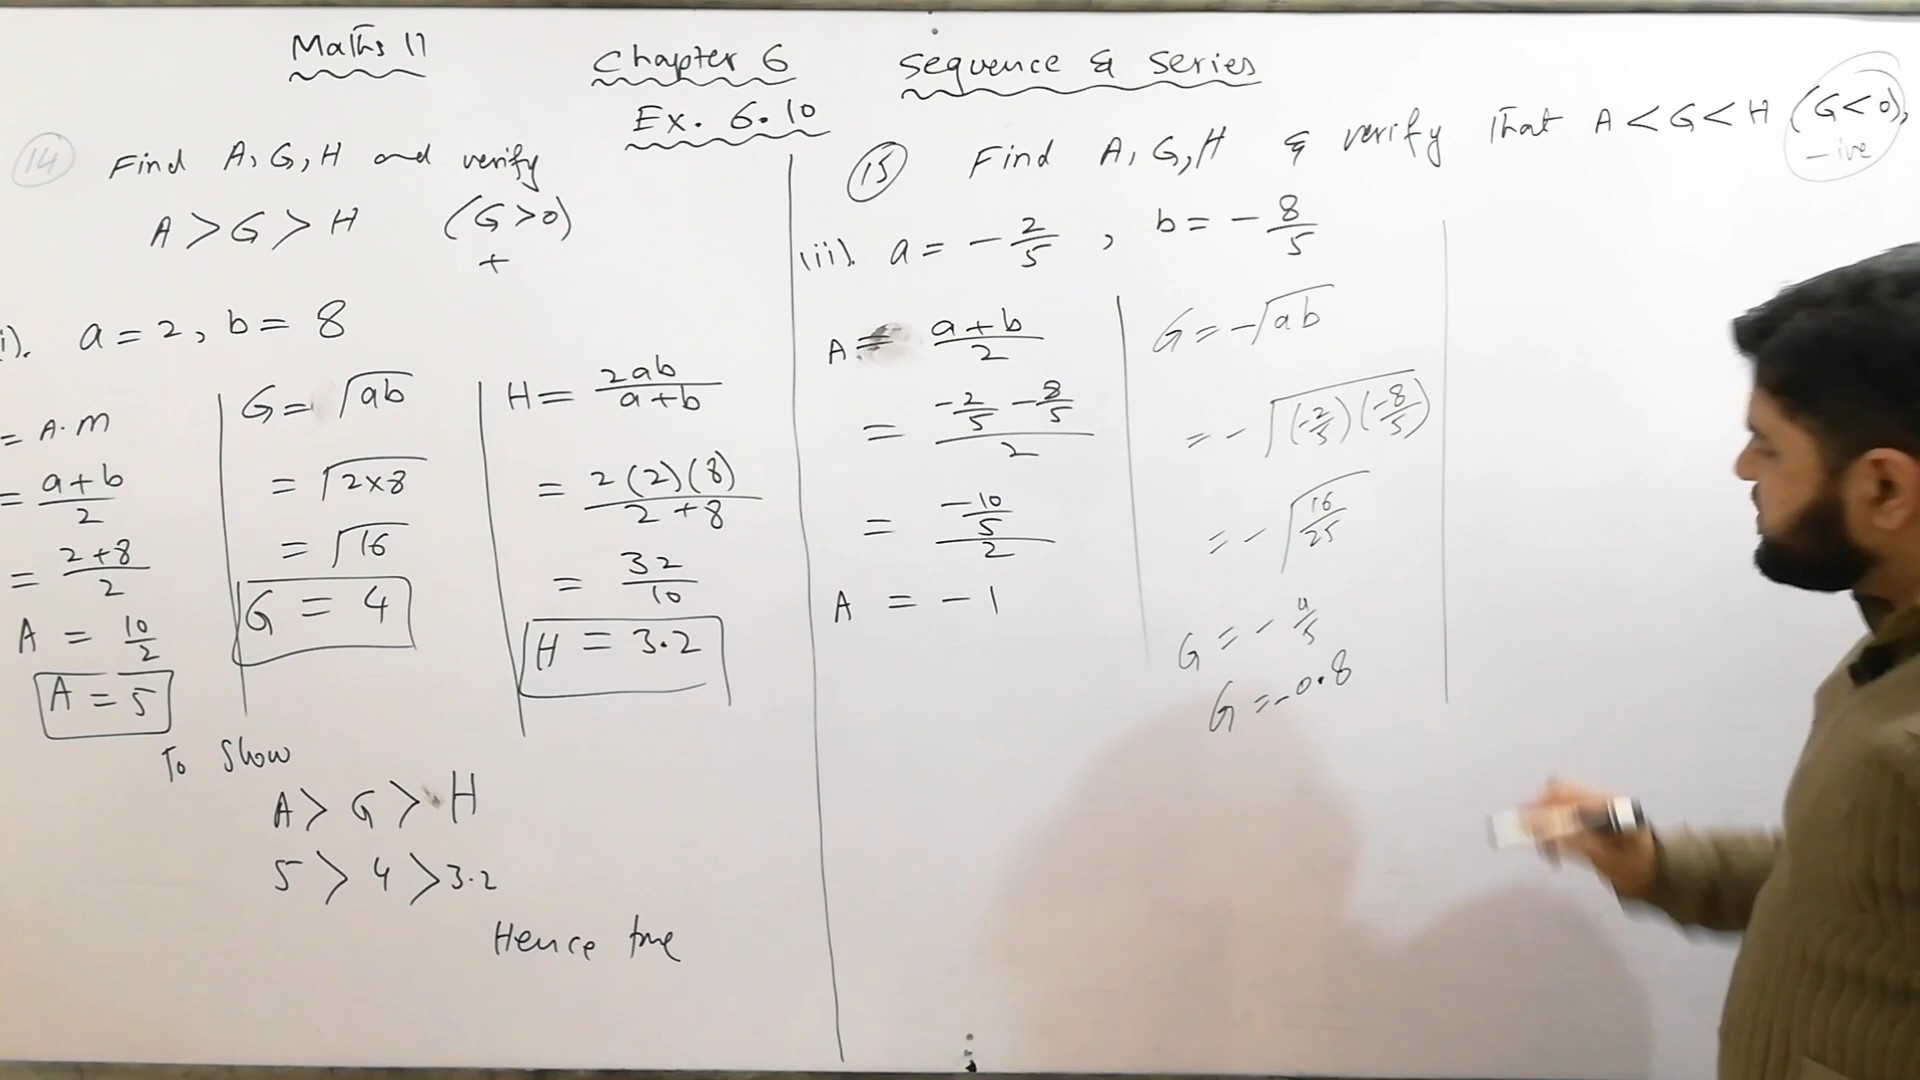 Maths 11 Chapter 6 Sequence & Series
Ex. 6.10
(14) Find A, G, H and verify
A > G > H (G > 0)
+
i). a = 2, b = 8
= A.M
= a+b/2
= 2+8/2
A = 10/2
A = 5
G = √ab
= √2×8
= √16
G = 4
H = 2ab/a+b
= 2(2)(8)/2+8
= 32/10
H = 3.2
To Show
A > G > H
5 > 4 > 3.2
Hence true
(15) Find A, G, H & verify that A < G < H (G < 0),
-ive
(ii). a = -2/5, b = -8/5
A = a+b/2
= -2/5 -8/5/2
= -10/5/2
A = -1
G = -√ab
= -√(-2/5)(-8/5)
= -√16/25
G = -4/5
G = -0.8